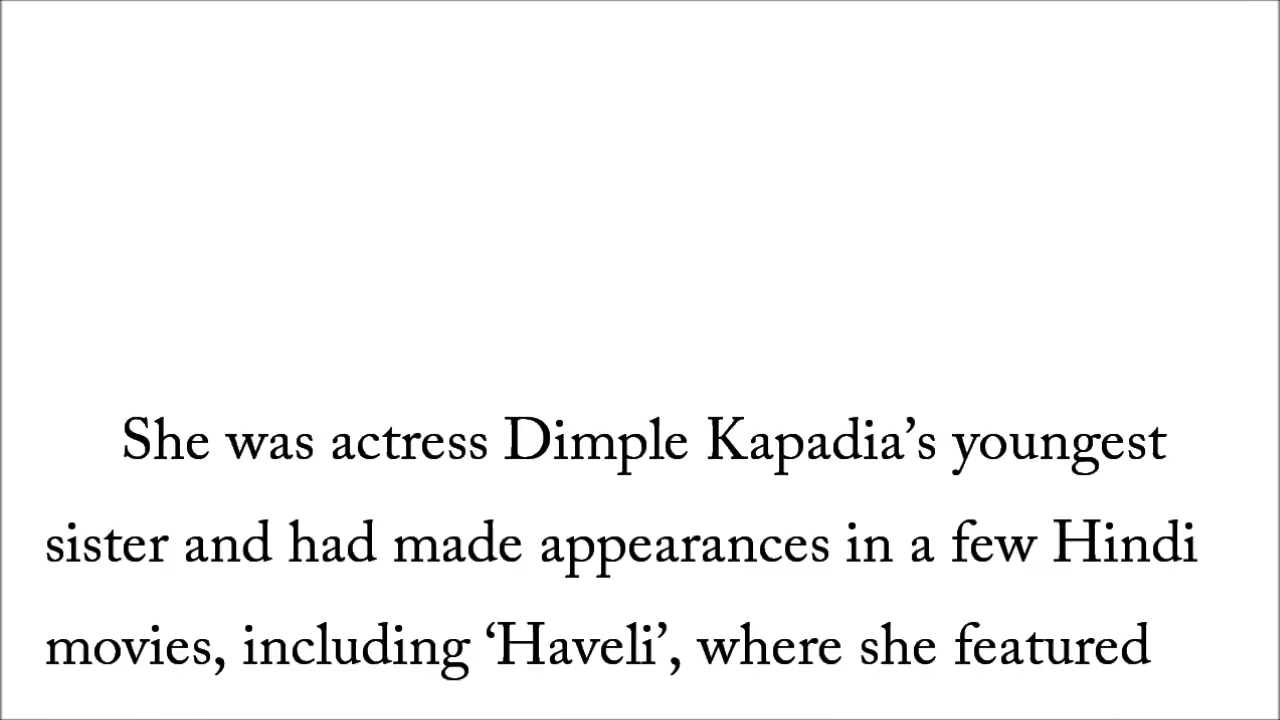 She was actress Dimple Kapadia’s youngest
sister and had made appearances in a few Hindi
movies, including ‘Haveli’, where she featured